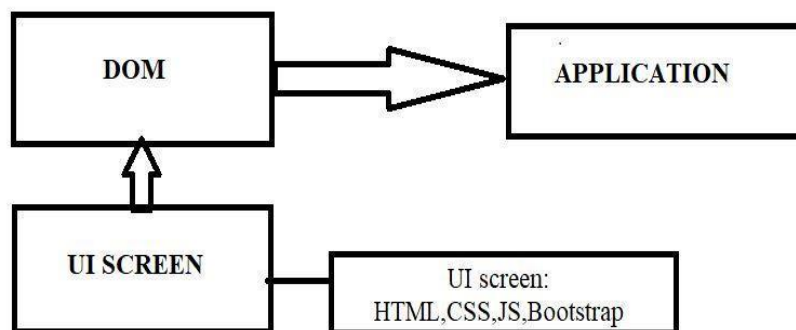 DOM
APPLICATION
UI SCREEN
UI screen:
HTML,CSS,JS,Bootstrap